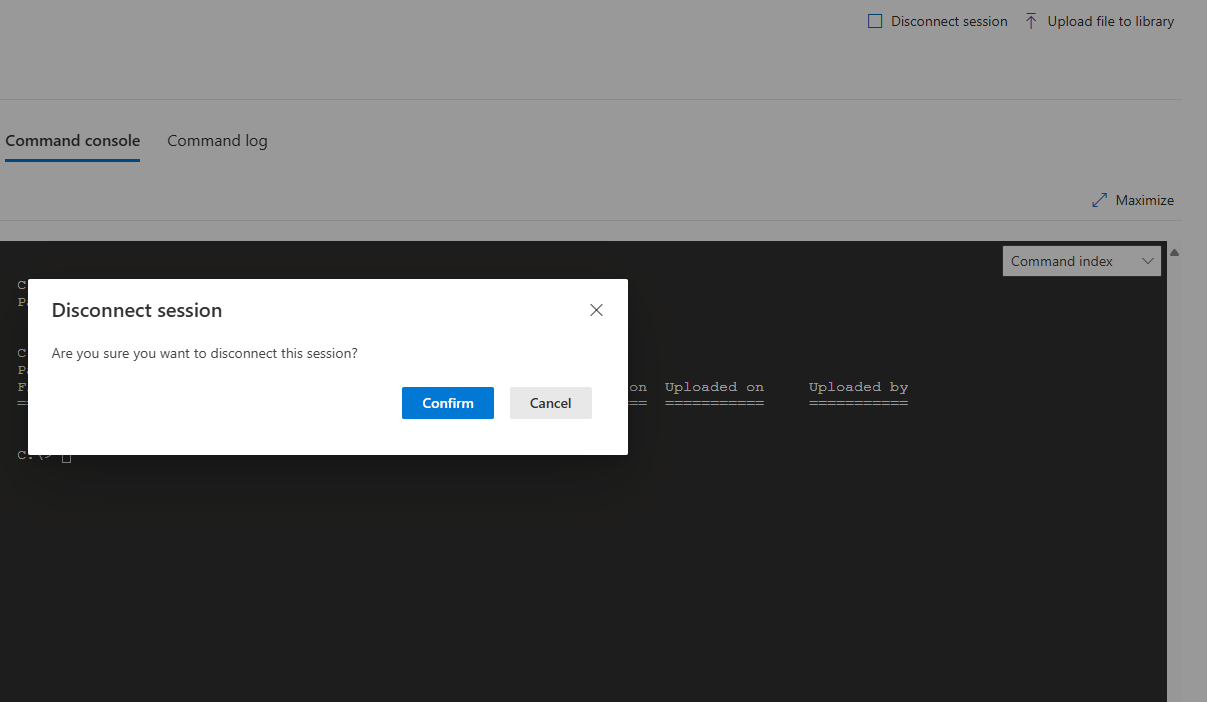 Disconnect session Upload file to library
Command console Command log
Maximize
Command index
C
Disconnect session
Are you sure you want to disconnect this session?
C
F
on Uploaded on Uploaded by
== =========== ===========
Confirm Cancel
C:\>